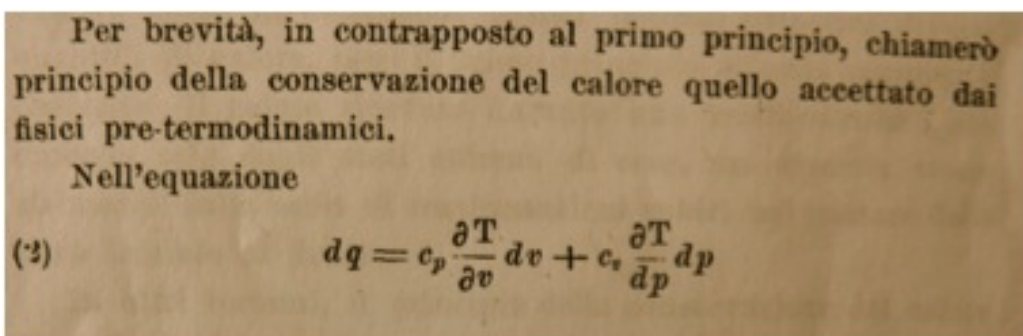 Per brevità, in contrapposto al primo principio, chiamerò
principio della conservazione del calore quello accettato dai
fisici pre-termodinamici.
Nell'equazione
(2) dq = c_p ∂T/∂v dv + c_v ∂T/dp dp